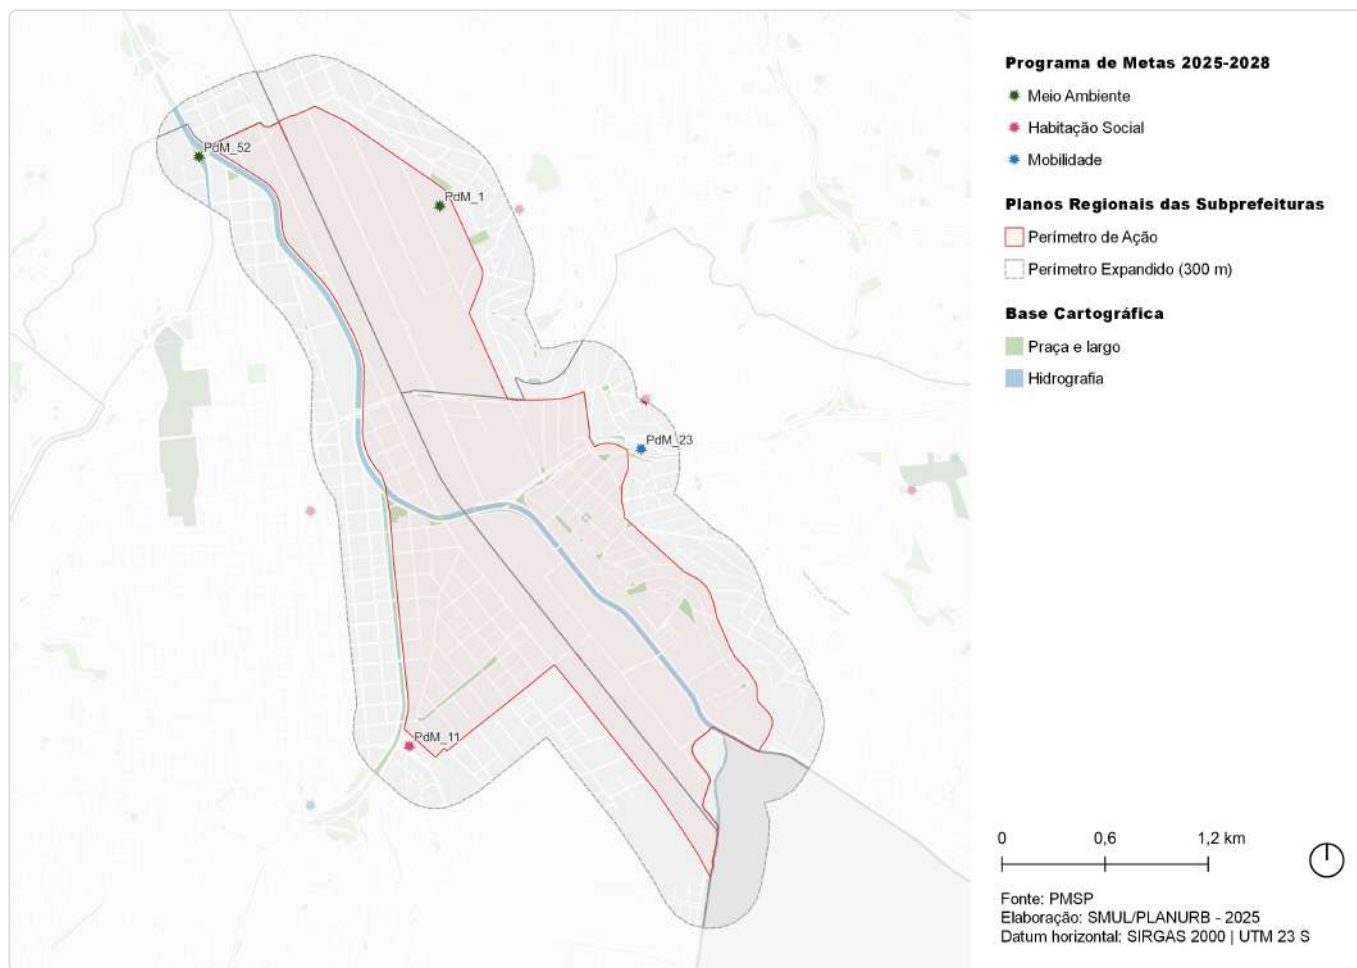 Programa de Metas 2025-2028
Meio Ambiente
Habitação Social
Mobilidade
Planos Regionais das Subprefeituras
Perímetro de Ação
Perímetro Expandido (300 m)
Base Cartográfica
Praça e largo
Hidrografia
PdM_52
PdM_1
PdM_23
PdM_11
0 0,6 1,2 km
Fonte: PMSP
Elaboração: SMUL/PLANURB - 2025
Datum horizontal: SIRGAS 2000 | UTM 23 S